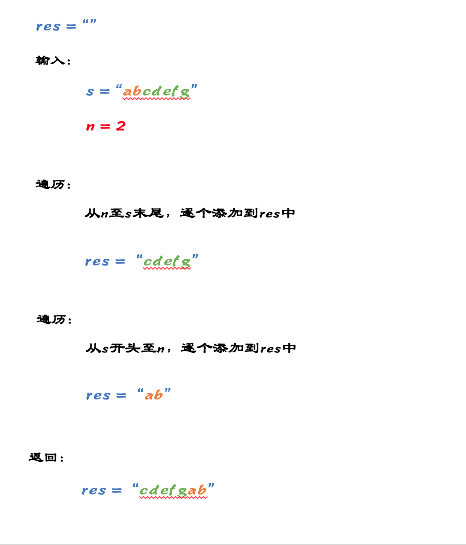 res = “”
输入：
s = “abcdefg”
n = 2
遍历：
从n至s末尾，逐个添加到res中
res = “cdefg”
遍历：
从s开头至n，逐个添加到res中
res = “ab”
返回：
res = “cdefgab”